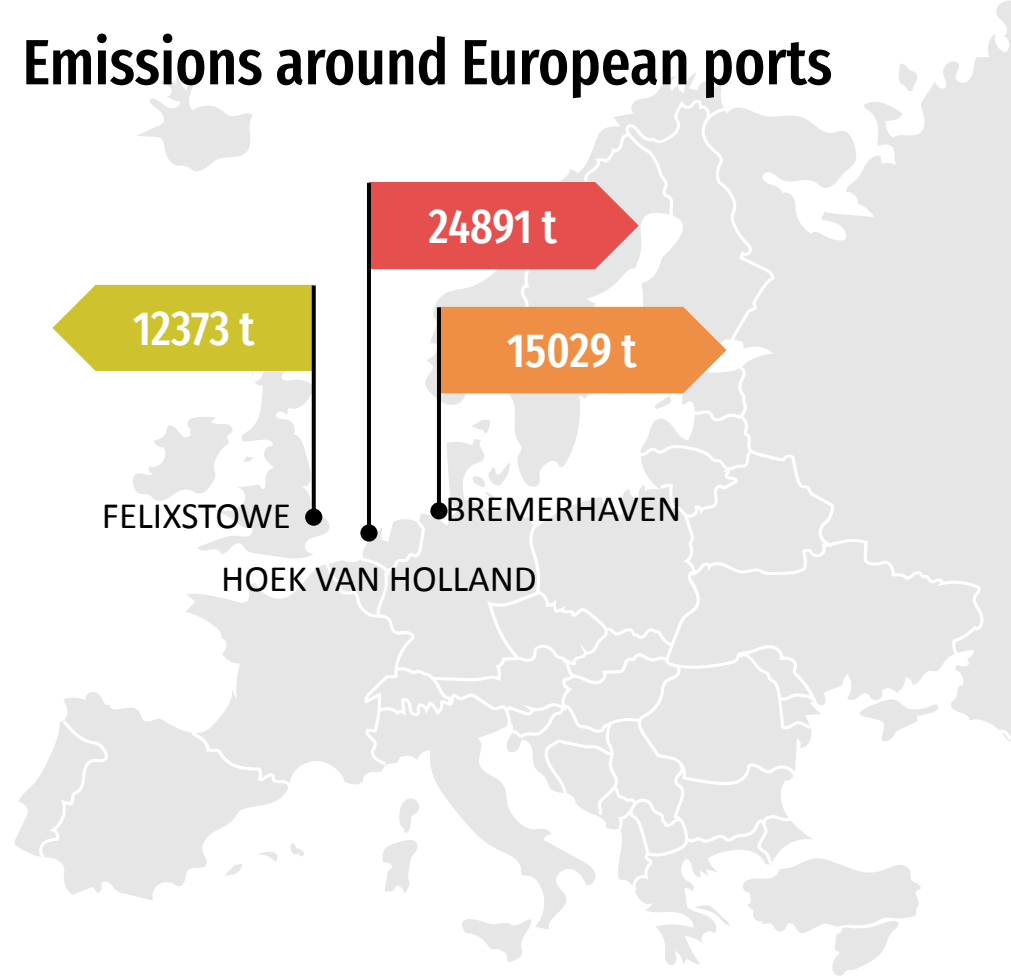 Emissions around European ports
24891 t
12373 t
15029 t
FELIXSTOWE
BREMERHAVEN
HOEK VAN HOLLAND